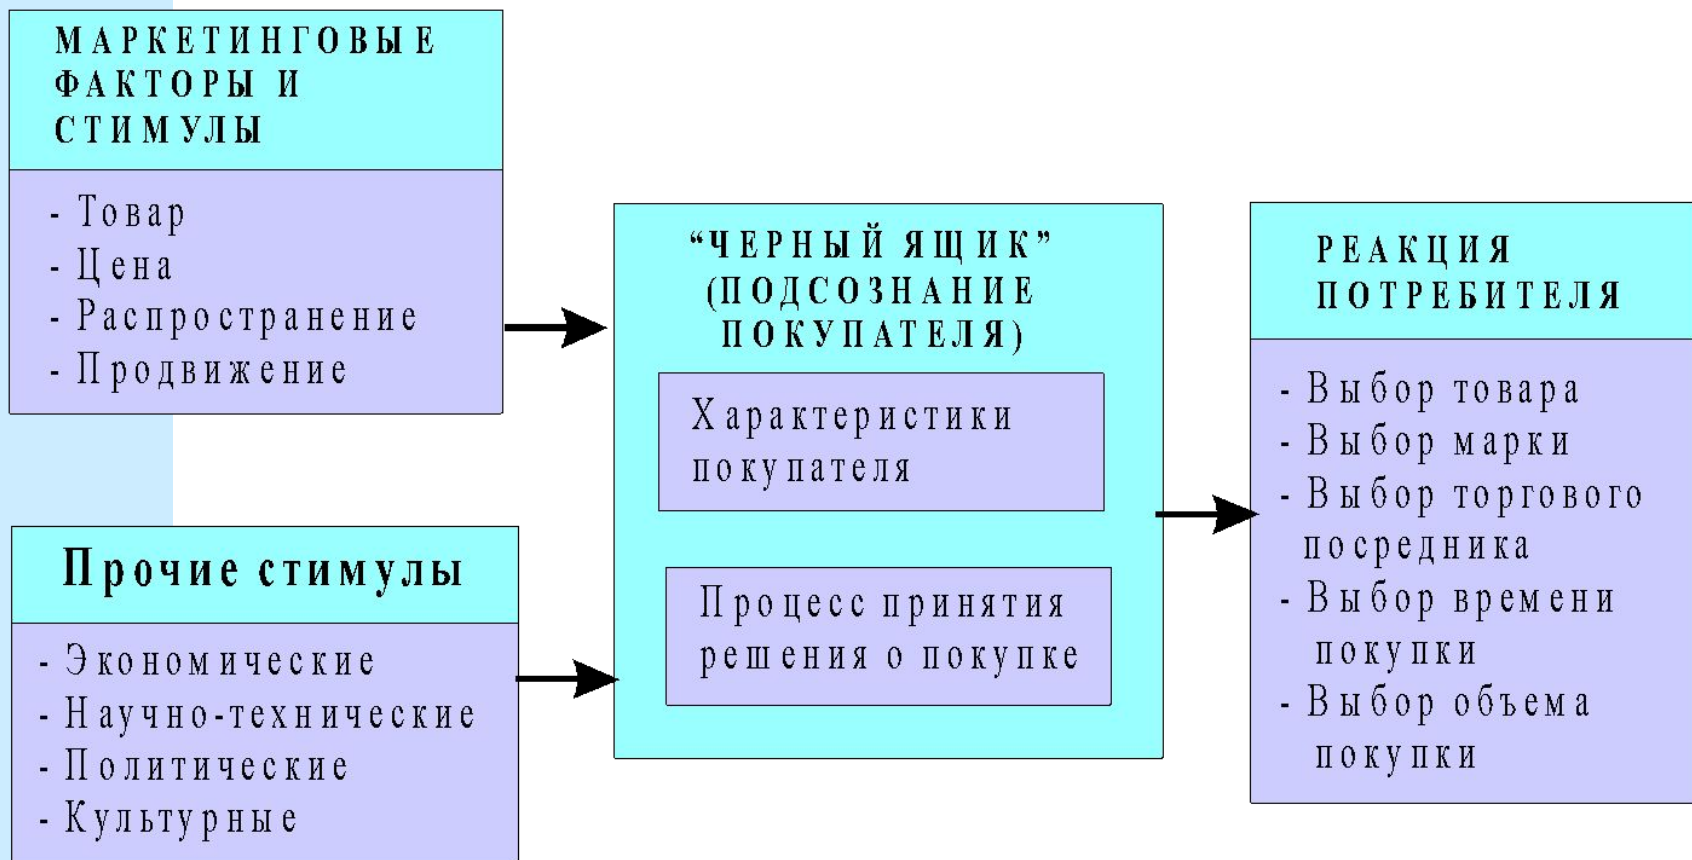 МАРКЕТИНГОВЫЕ
ФАКТОРЫ И
СТИМУЛЫ
- Товар
- Цена
- Распространение
- Продвижение
Прочие стимулы
- Экономические
- Научно-технические
- Политические
- Культурные
“ЧЕРНЫЙ ЯЩИК”
(ПОДСОЗНАНИЕ
ПОКУПАТЕЛЯ)
Характеристики
покупателя
Процесс принятия
решения о покупке
РЕАКЦИЯ
ПОТРЕБИТЕЛЯ
- Выбор товара
- Выбор марки
- Выбор торгового
посредника
- Выбор времени
покупки
- Выбор объема
покупки